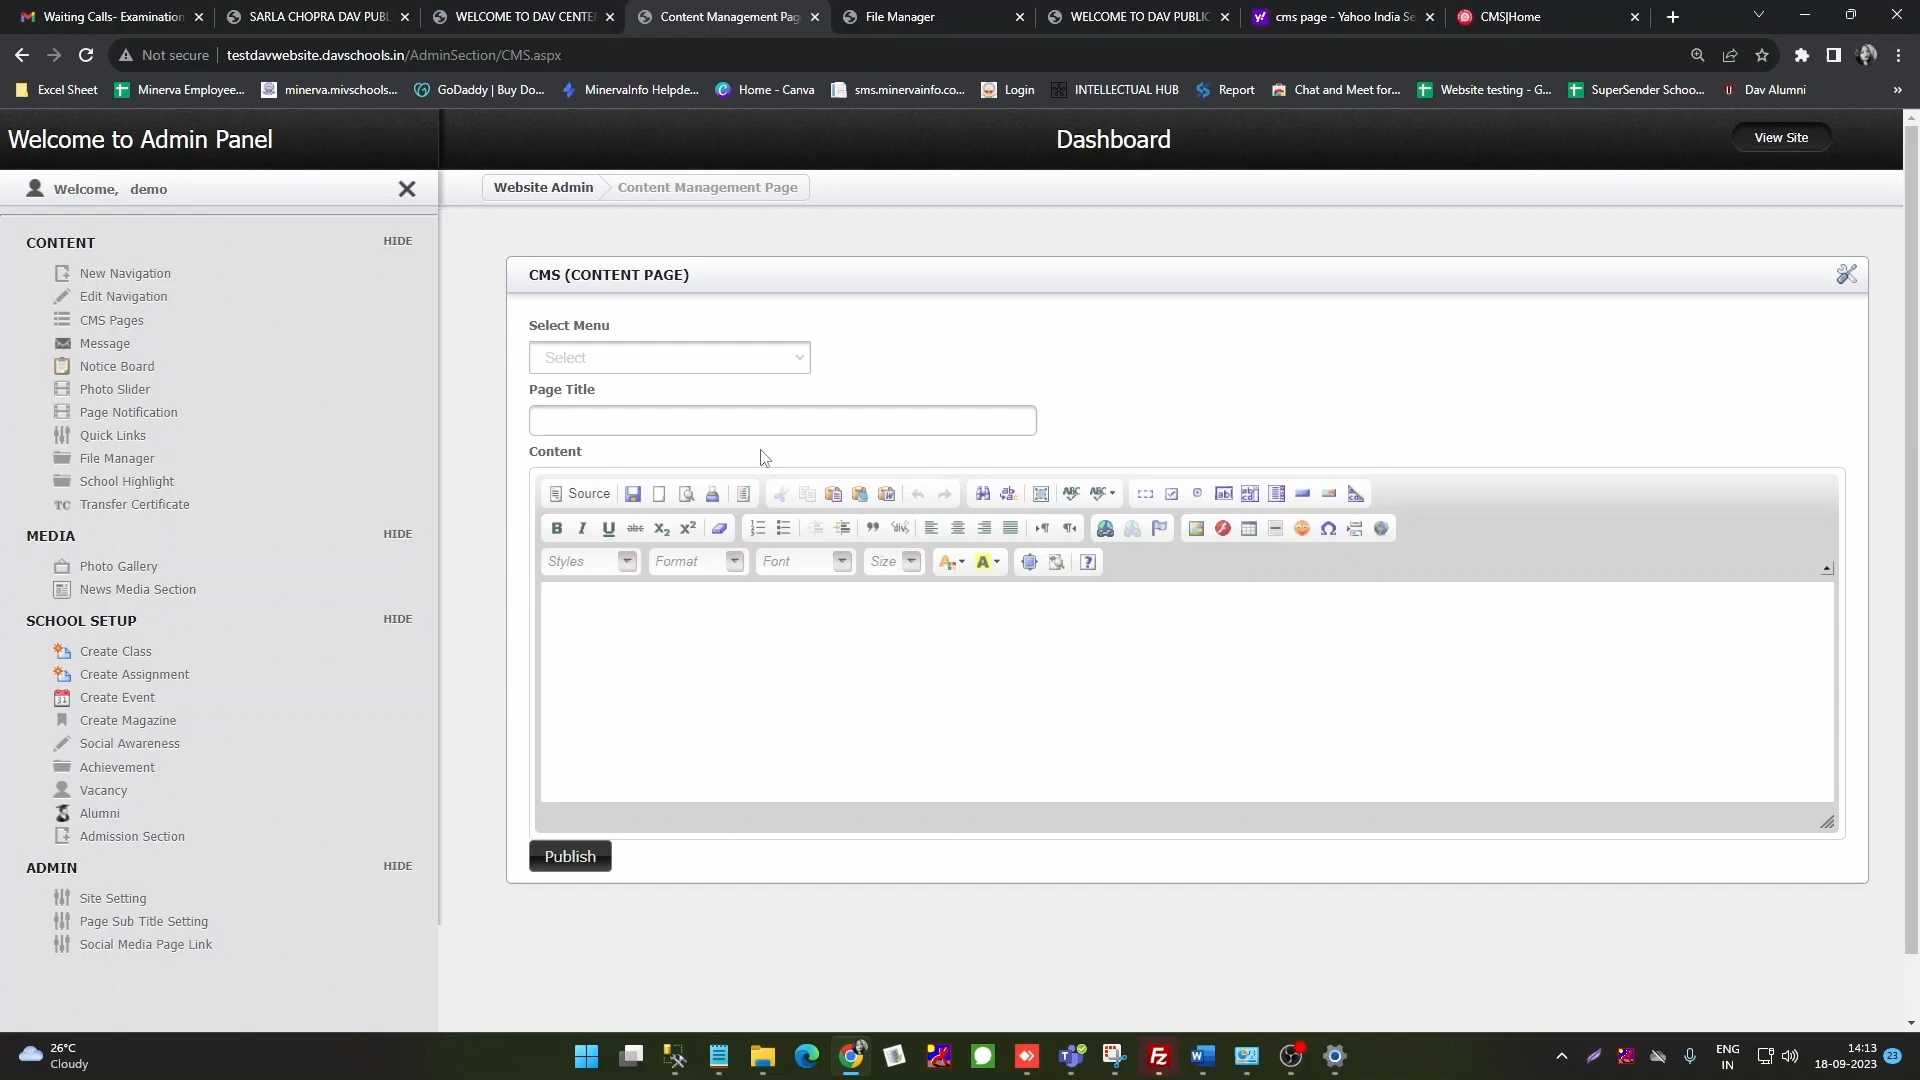 Waiting Calls- Examination
SARLA CHOPRA DAV PUBL
WELCOME TO DAV CENTE
Content Management Pag
File Manager
WELCOME TO DAV PUBLIC
cms page - Yahoo India Se
CMS|Home
Not secure
testdavwebsite.davschools.in/AdminSection/CMS.aspx
Excel Sheet
Minerva Employee...
minerva.mivschools...
GoDaddy | Buy Do...
MinervaInfo Helpde...
Home - Canva
sms.minervainfo.co...
Login
INTELLECTUAL HUB
Report
Chat and Meet for...
Website testing - G...
SuperSender Schoo...
Dav Alumni
»
Welcome to Admin Panel
Dashboard
View Site
Welcome, demo
Website Admin
Content Management Page
CONTENT
HIDE
New Navigation
Edit Navigation
CMS Pages
Message
Notice Board
Photo Slider
Page Notification
Quick Links
File Manager
School Highlight
TC Transfer Certificate
MEDIA
HIDE
Photo Gallery
News Media Section
SCHOOL SETUP
HIDE
Create Class
Create Assignment
31 Create Event
Create Magazine
Social Awareness
Achievement
Vacancy
Alumni
Admission Section
ADMIN
HIDE
Site Setting
Page Sub Title Setting
Social Media Page Link
CMS (CONTENT PAGE)
Select Menu
Select
Page Title
Content
Source
Styles
Format
Font
Size
Publish
26°C
Cloudy
ENG
IN
14:13
18-09-2023
23